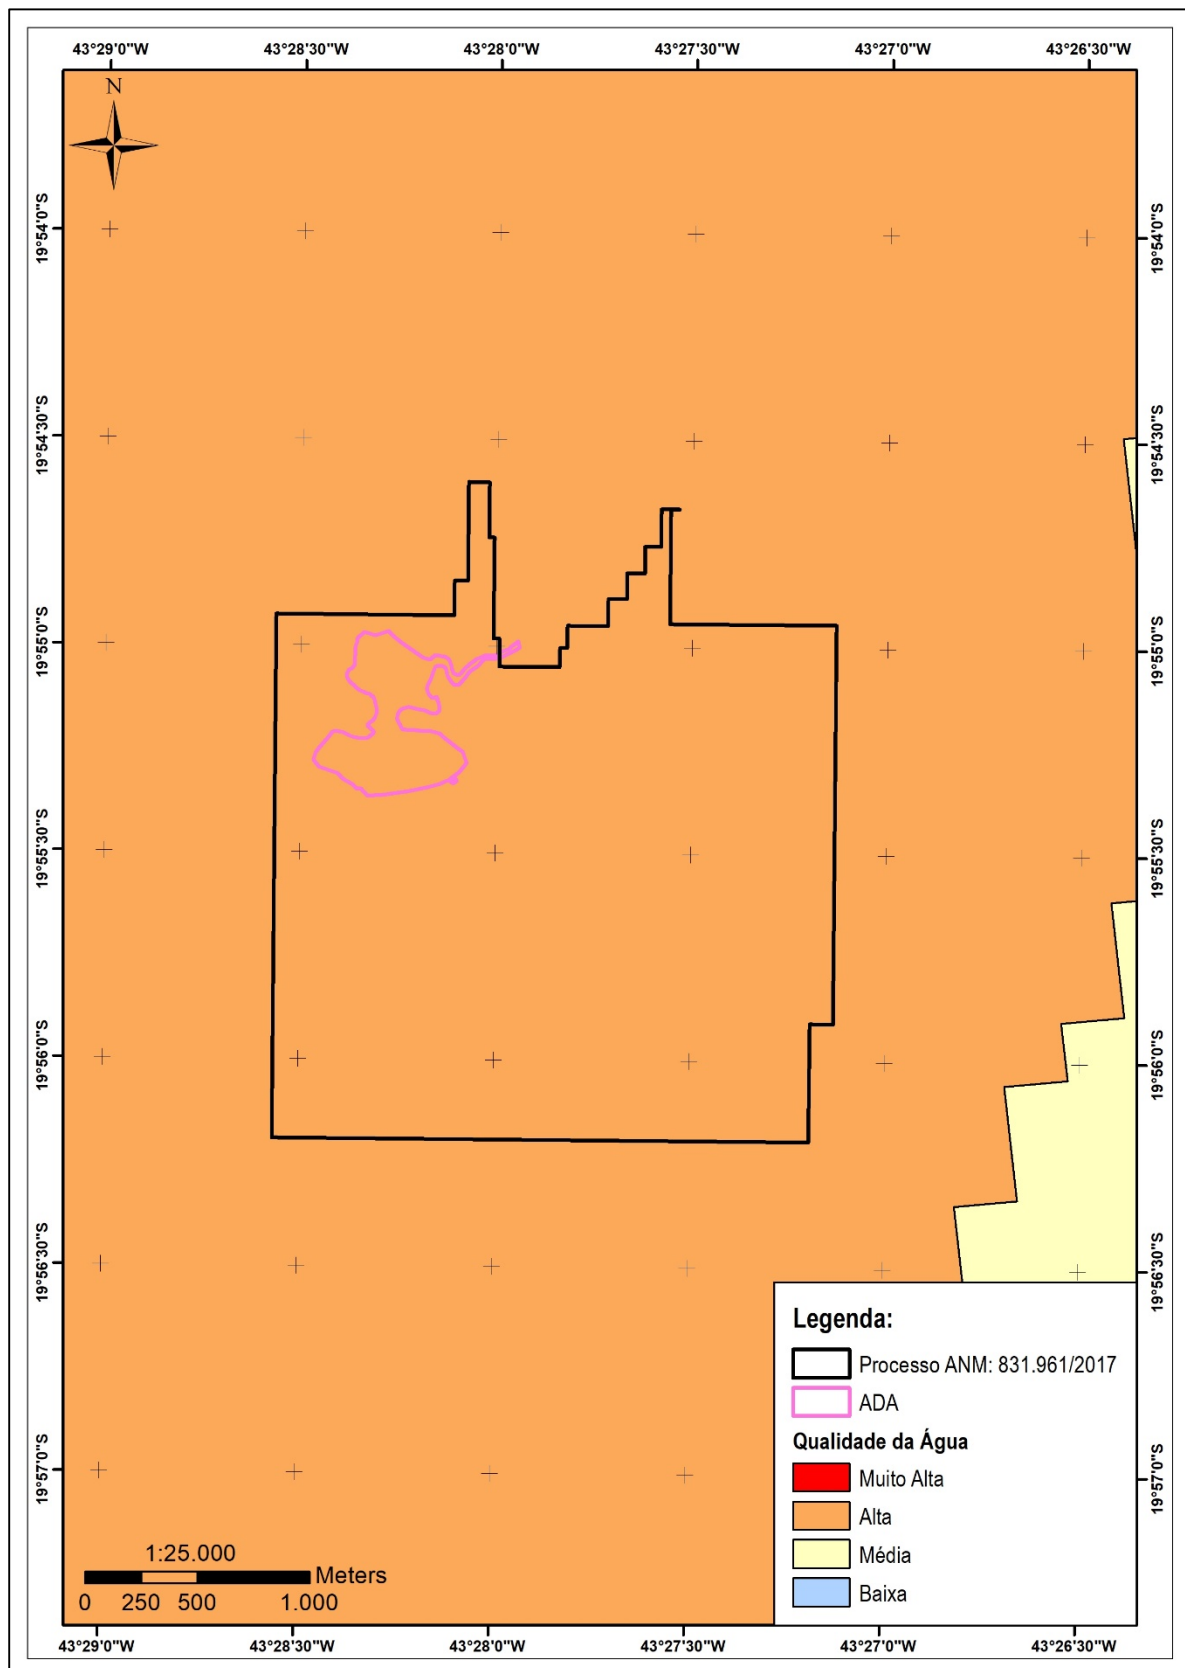 43°29'0"W 43°28'30"W 43°28'0"W 43°27'30"W 43°27'0"W 43°26'30"W
N
19°54'0"S 19°54'0"S
19°54'30"S 19°54'30"S
19°55'0"S 19°55'0"S
19°55'30"S 19°55'30"S
19°56'0"S 19°56'0"S
19°56'30"S 19°56'30"S
Legenda:
Processo ANM: 831.961/2017
ADA
Qualidade da Água
Muito Alta
Alta
Média
Baixa
19°57'0"S 19°57'0"S
1:25.000
Meters
0 250 500 1.000
43°29'0"W 43°28'30"W 43°28'0"W 43°27'30"W 43°27'0"W 43°26'30"W